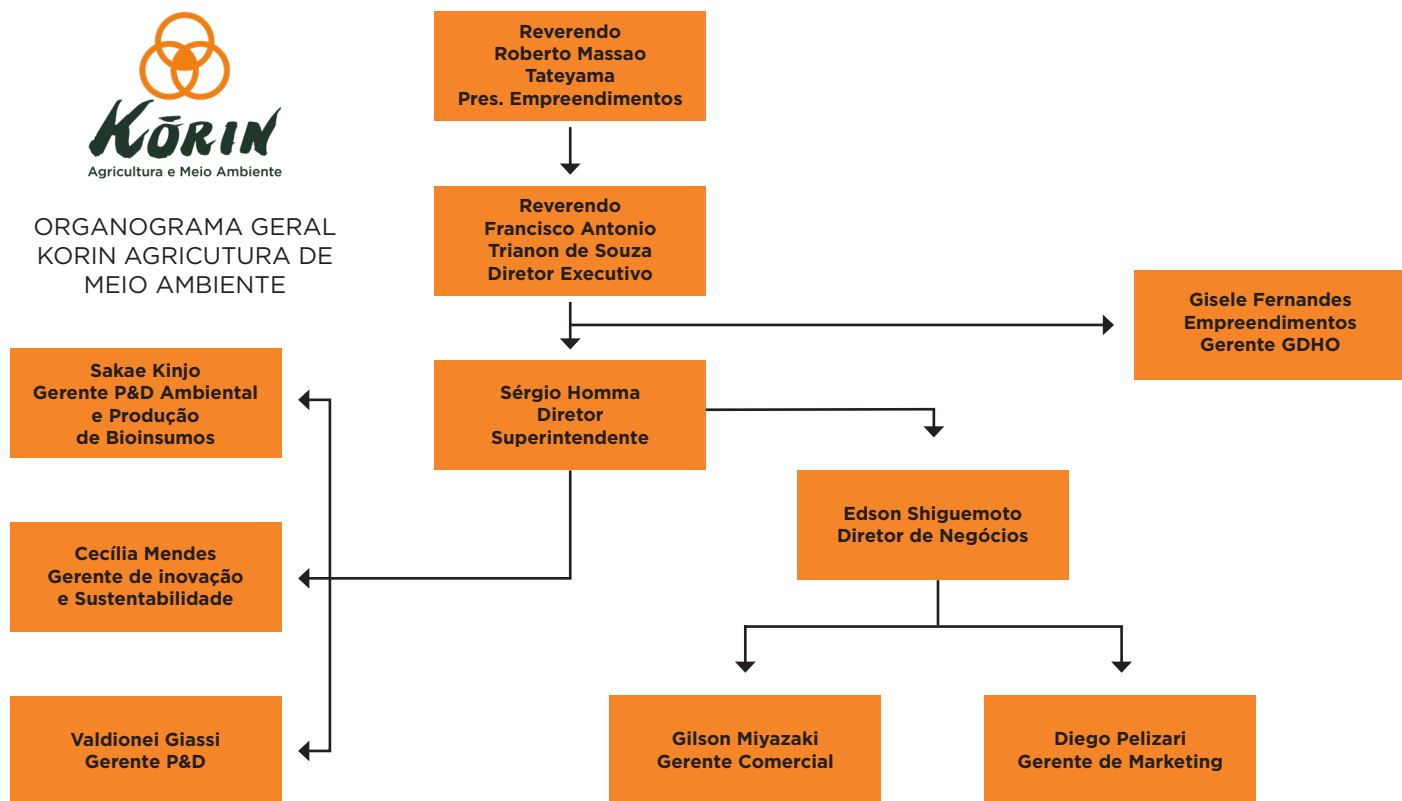 KŌRIN
Agricultura e Meio Ambiente
ORGANOGRAMA GERAL
KORIN AGRICUTURA DE
MEIO AMBIENTE
Reverendo
Roberto Massao
Tateyama
Pres. Empreendimentos
Reverendo
Francisco Antonio
Trianon de Souza
Diretor Executivo
Gisele Fernandes
Empreendimentos
Gerente GDHO
Sérgio Homma
Diretor
Superintendente
Sakae Kinjo
Gerente P&D Ambiental
e Produção
de Bioinsumos
Cecília Mendes
Gerente de inovação
e Sustentabilidade
Valdionei Giassi
Gerente P&D
Edson Shiguemoto
Diretor de Negócios
Gilson Miyazaki
Gerente Comercial
Diego Pelizari
Gerente de Marketing